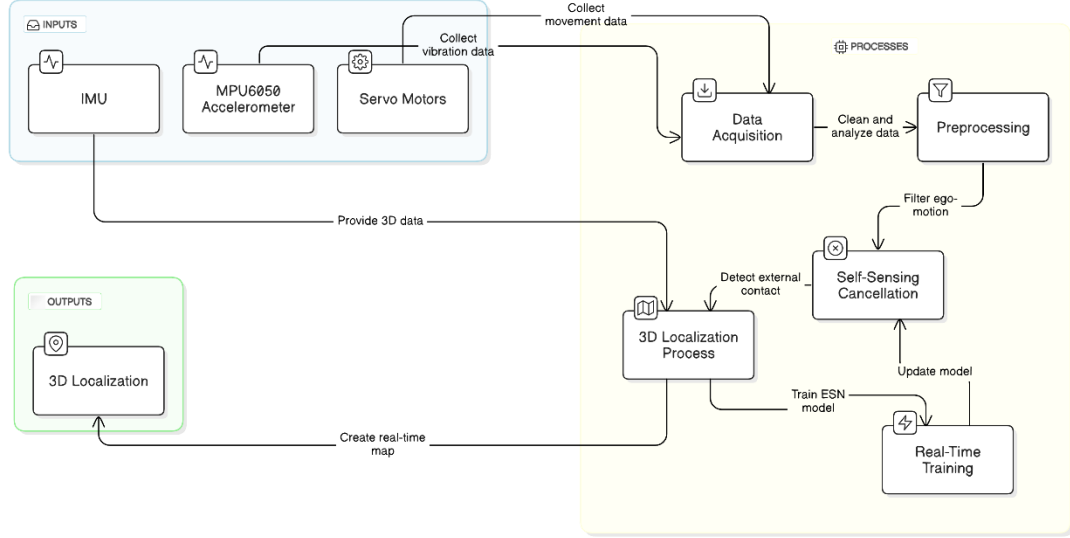 Collect
movement data
INPUTS
Collect
vibration data
PROCESSES
IMU
MPU6050
Accelerometer
Servo Motors
Data
Acquisition
Clean and
analyze data
Preprocessing
Filter ego-
motion
Provide 3D data
Detect external
contact
Self-Sensing
Cancellation
OUTPUTS
3D Localization
Process
3D Localization
Update model
Train ESN
model
Create real-time
map
Real-Time
Training